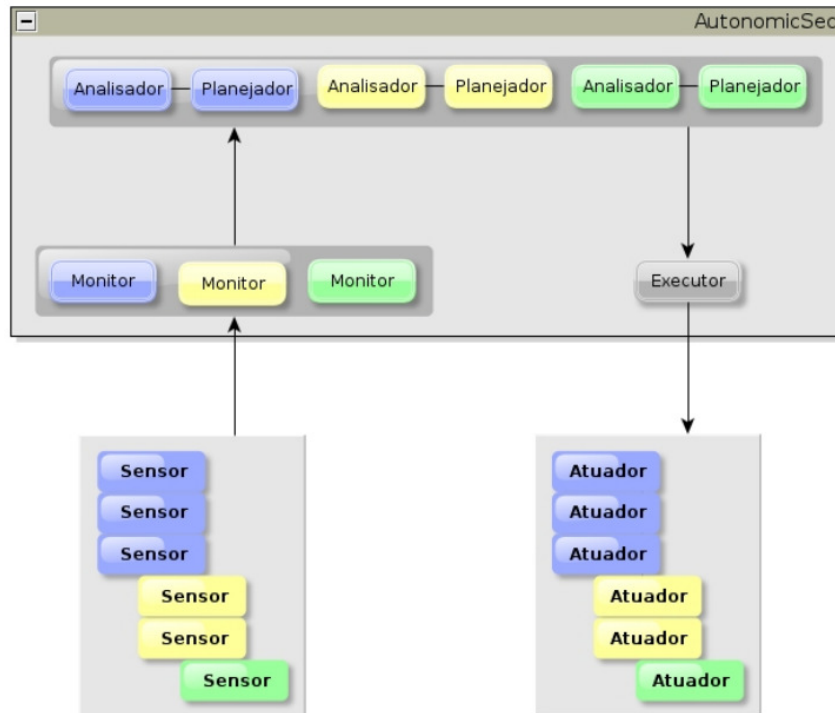 AutonomicSec
Analisador Planejador Analisador Planejador Analisador Planejador
Monitor Monitor Monitor
Executor
Sensor
Sensor
Sensor
Sensor
Sensor
Sensor
Atuador
Atuador
Atuador
Atuador
Atuador
Atuador